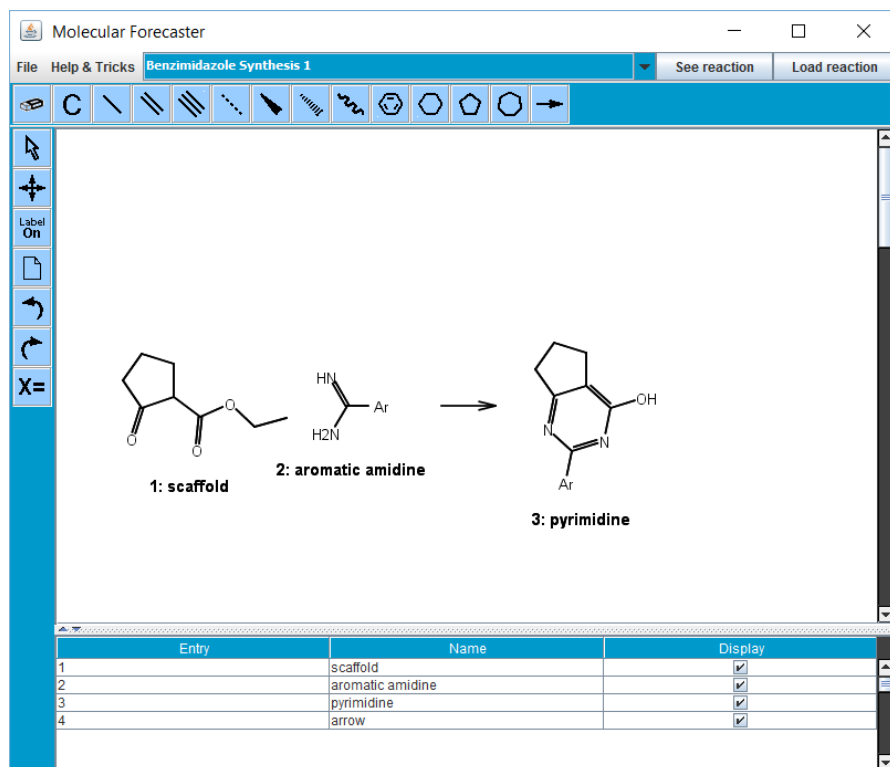 Molecular Forecaster
File Help & Tricks Benzimidazole Synthesis 1 See reaction Load reaction
C
Label
On
X=
O
O
O
1: scaffold
HN
Ar
H2N
2: aromatic amidine
OH
N
N
Ar
3: pyrimidine
Entry Name Display
1 scaffold
2 aromatic amidine
3 pyrimidine
4 arrow